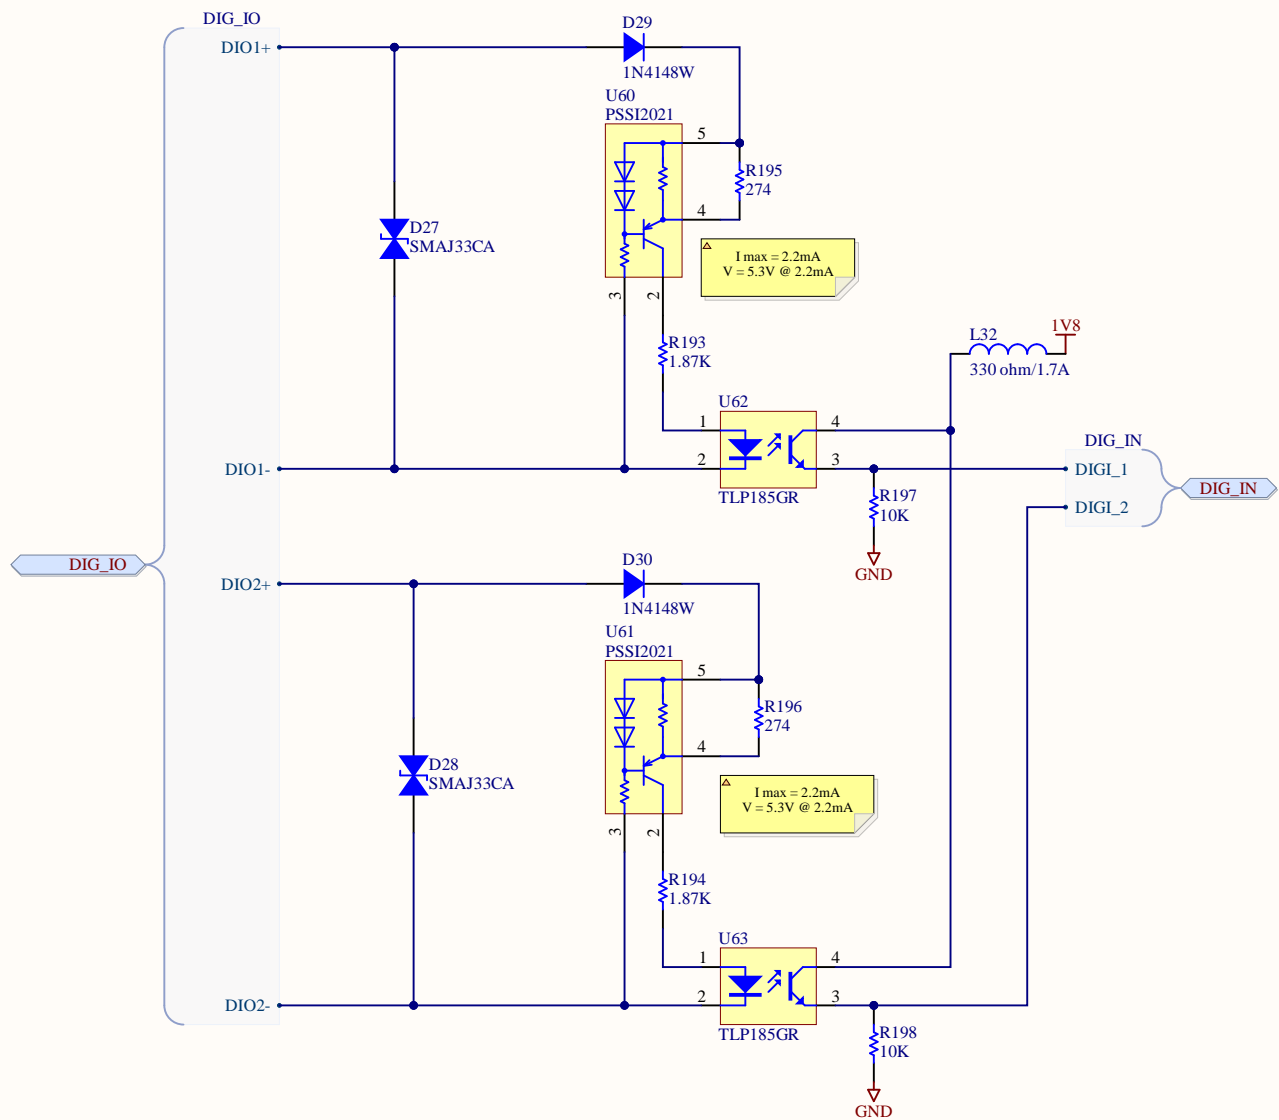 DIG_IO
DIO1+
D29
1N4148W
U60
PSSI2021
5
R195
274
4
D27
SMAJ33CA
I max = 2.2mA
V = 5.3V @ 2.2mA
3
2
R193
1.87K
L32
1V8
330 ohm/1.7A
U62
1
4
DIO1-
2
3
TLP185GR
R197
10K
GND
DIG_IN
DIGI_1
DIGI_2
DIG_IN
DIG_IO
DIO2+
D30
1N4148W
U61
PSSI2021
5
R196
274
4
D28
SMAJ33CA
I max = 2.2mA
V = 5.3V @ 2.2mA
3
2
R194
1.87K
U63
1
4
DIO2-
2
3
TLP185GR
R198
10K
GND